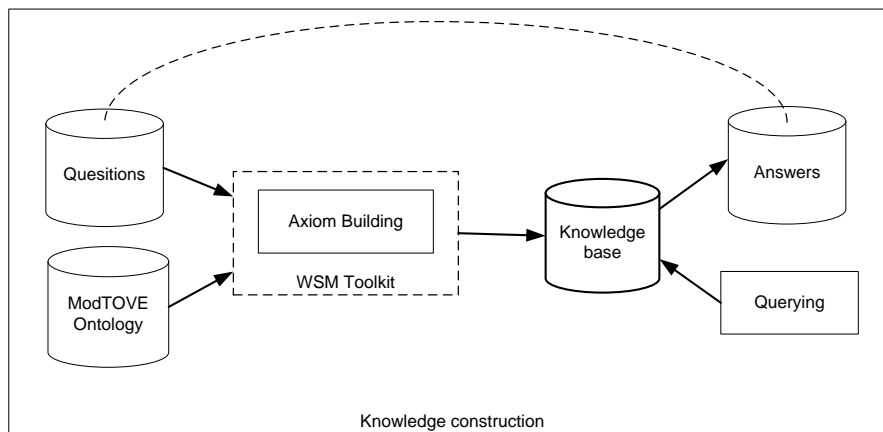 Quesitions
Answers
Axiom Building
Knowledge
base
WSM Toolkit
ModTOVE
Ontology
Querying
Knowledge construction